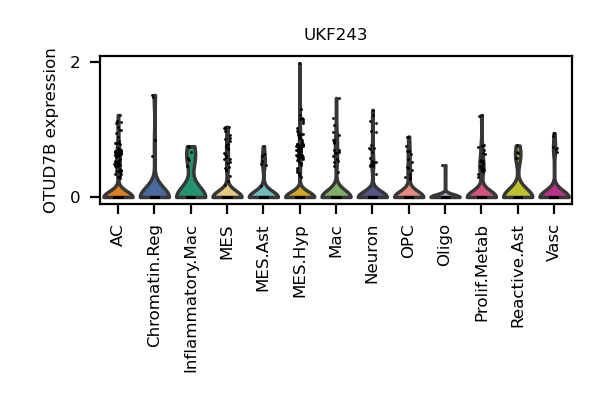 UKF243
OTUD7B expression
2
0
AC
Chromatin.Reg
Inflammatory.Mac
MES
MES.Ast
MES.Hyp
Mac
Neuron
OPC
Oligo
Prolif.Metab
Reactive.Ast
Vasc